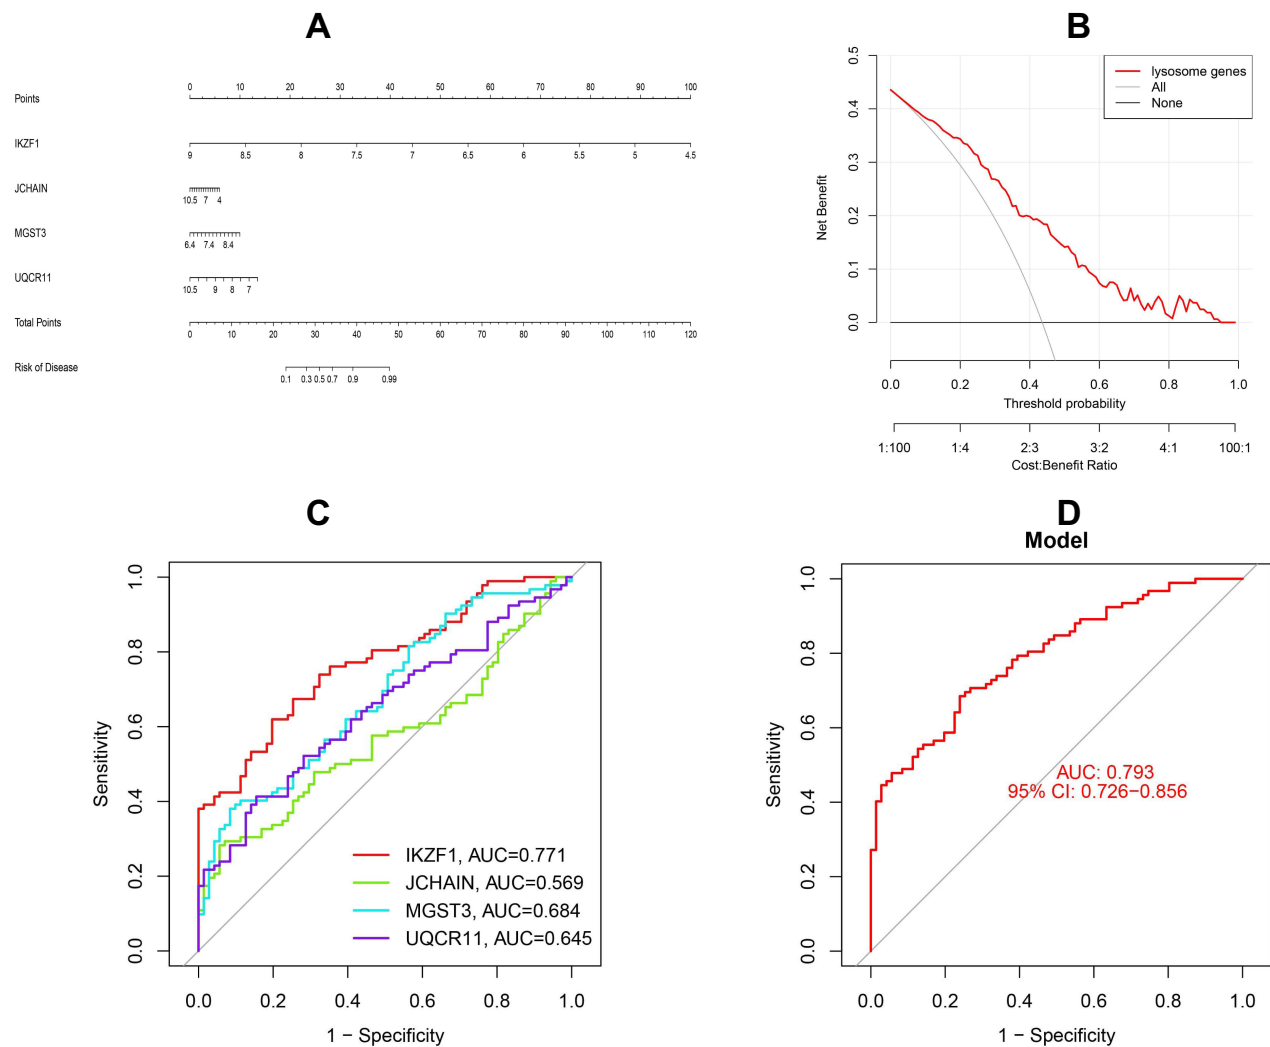 A
Points
0 10 20 30 40 50 60 70 80 90 100
IKZF1
9 8.5 8 7.5 7 6.5 6 5.5 5 4.5
JCHAIN
10.5 7 4
MGST3
6.4 7.4 8.4
UQCR11
10.5 9 8 7
Total Points
0 10 20 30 40 50 60 70 80 90 100 110 120
Risk of Disease
0.1 0.3 0.5 0.7 0.9 0.99
B
lysosome genes
All
None
Net Benefit
0.5
0.4
0.3
0.2
0.1
0.0
0.0 0.2 0.4 0.6 0.8 1.0
Threshold probability
1:100 1:4 2:3 3:2 4:1 100:1
Cost:Benefit Ratio
C
Sensitivity
1.0
0.8
0.6
0.4
0.2
0.0
IKZF1, AUC=0.771
JCHAIN, AUC=0.569
MGST3, AUC=0.684
UQCR11, AUC=0.645
0.0 0.2 0.4 0.6 0.8 1.0
1 − Specificity
D
Model
Sensitivity
1.0
0.8
0.6
0.4
0.2
0.0
AUC: 0.793
95% CI: 0.726−0.856
0.0 0.2 0.4 0.6 0.8 1.0
1 − Specificity